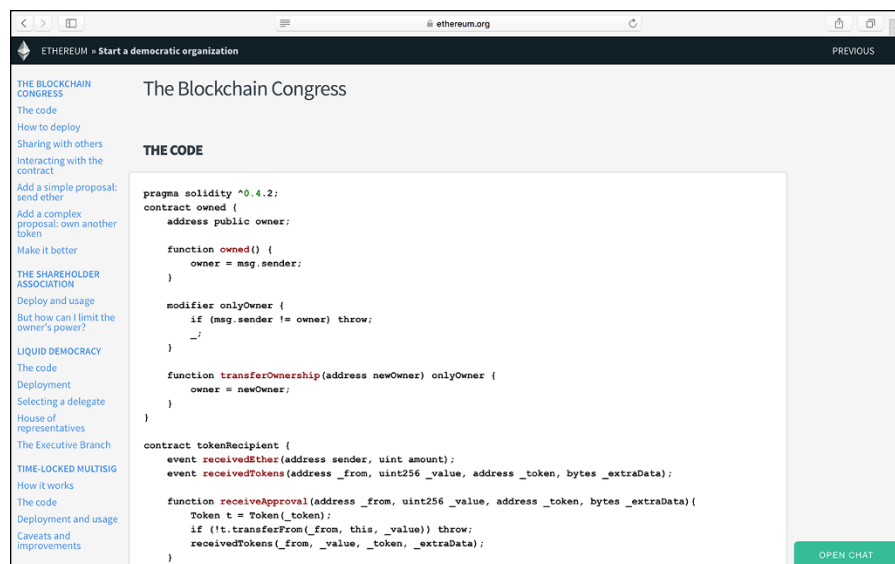 ethereum.org
ETHEREUM » Start a democratic organization
PREVIOUS
THE BLOCKCHAIN
CONGRESS
The code
How to deploy
Sharing with others
Interacting with the
contract
Add a simple proposal:
send ether
Add a complex
proposal: own another
token
Make it better
THE SHAREHOLDER
ASSOCIATION
Deploy and usage
But how can I limit the
owner's power?
LIQUID DEMOCRACY
The code
Deployment
Selecting a delegate
House of
representatives
The Executive Branch
TIME-LOCKED MULTISIG
How it works
The code
Deployment and usage
Caveats and
improvements
The Blockchain Congress
THE CODE
pragma solidity ^0.4.2;
contract owned {
    address public owner;
    function owned() {
        owner = msg.sender;
    }
    modifier onlyOwner {
        if (msg.sender != owner) throw;
        _;
    }
    function transferOwnership(address newOwner) onlyOwner {
        owner = newOwner;
    }
}
contract tokenRecipient {
    event receivedEther(address sender, uint amount);
    event receivedTokens(address _from, uint256 _value, address _token, bytes _extraData);
    function receiveApproval(address _from, uint256 _value, address _token, bytes _extraData){
        Token t = Token(_token);
        if (!t.transferFrom(_from, this, _value)) throw;
        receivedTokens(_from, _value, _token, _extraData);
    }
OPEN CHAT